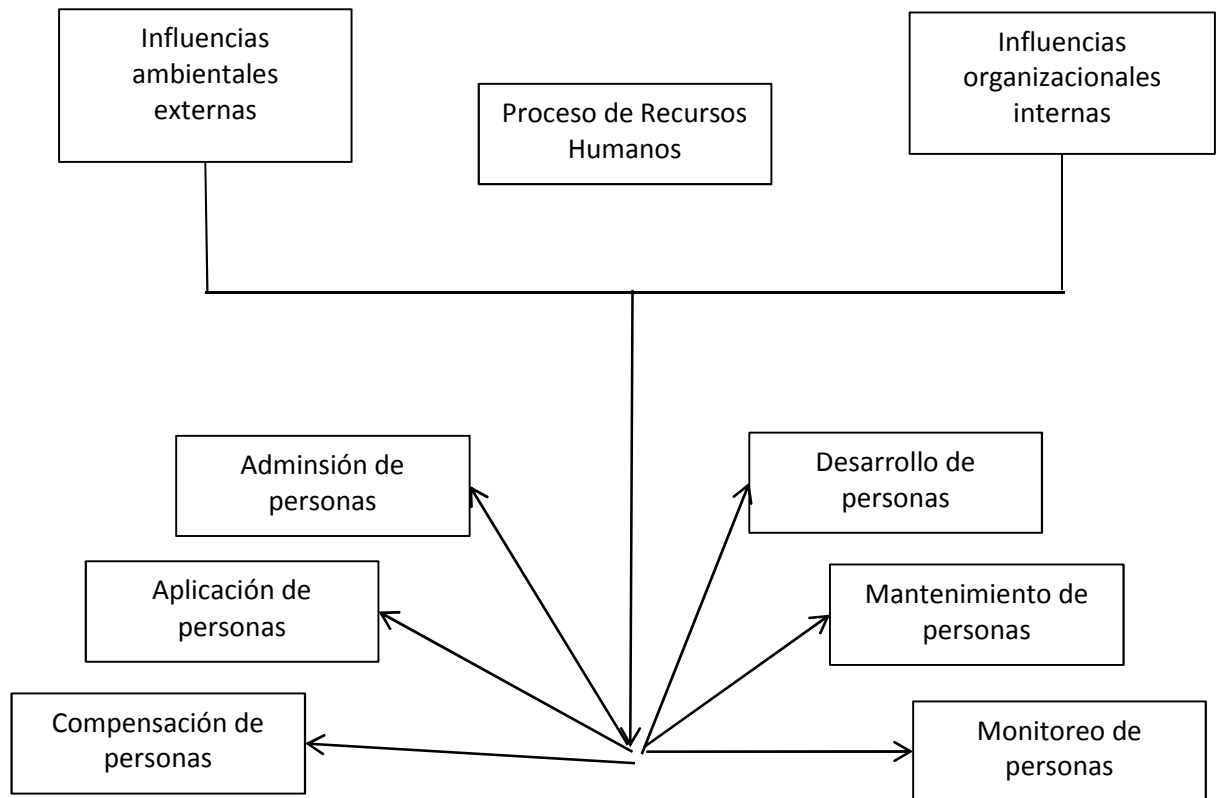 Influencias
ambientales
externas
Proceso de Recursos
Humanos
Influencias
organizacionales
internas
Adminsión de
personas
Desarrollo de
personas
Aplicación de
personas
Mantenimiento de
personas
Compensación de
personas
Monitoreo de
personas